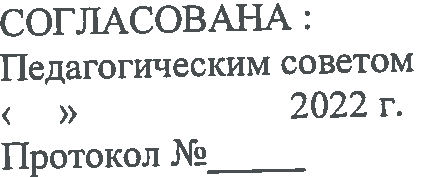 СОГЛАСОВАНА :
Педагогическим советом
‹    »                    2022 г.
Протокол №_____